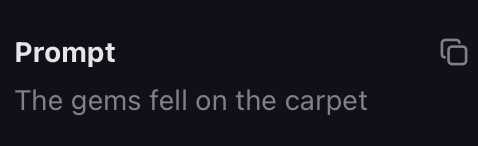 Prompt
The gems fell on the carpet